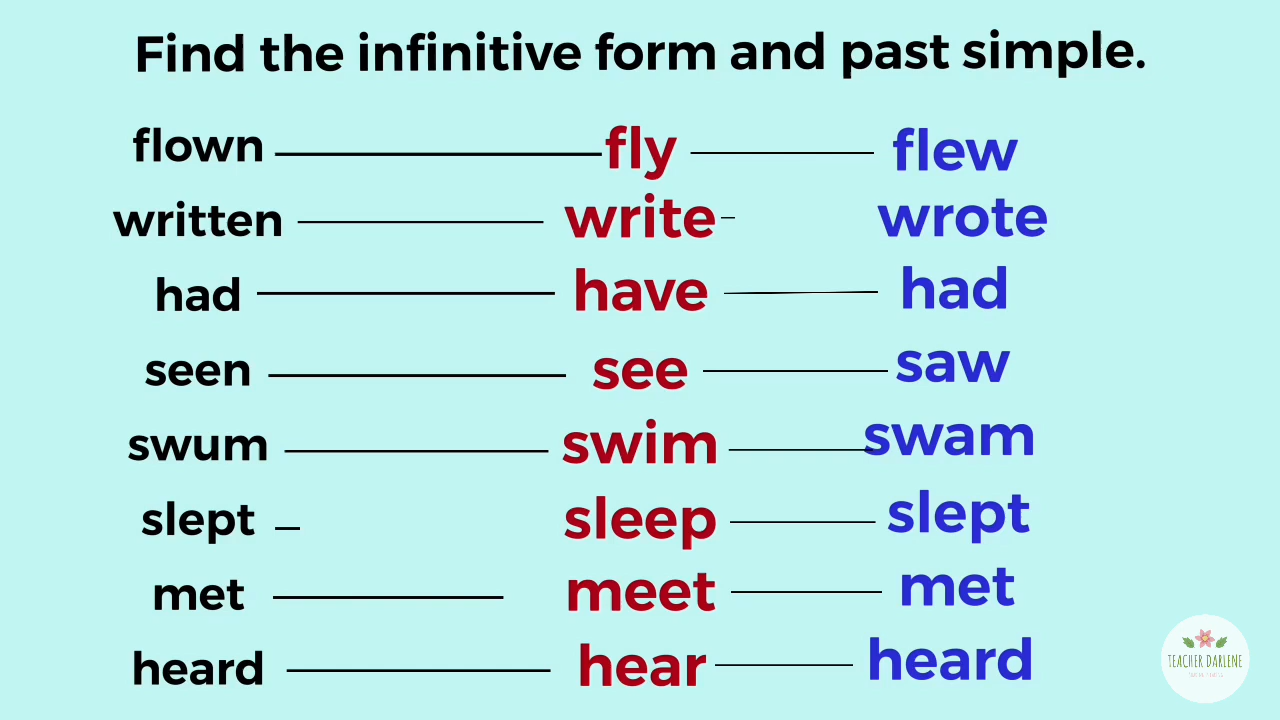 Find the infinitive form and past simple.
flown fly flew
written write wrote
had have had
seen see saw
swum swim swam
slept sleep slept
met meet met
heard hear heard
TEACHER DARLENE